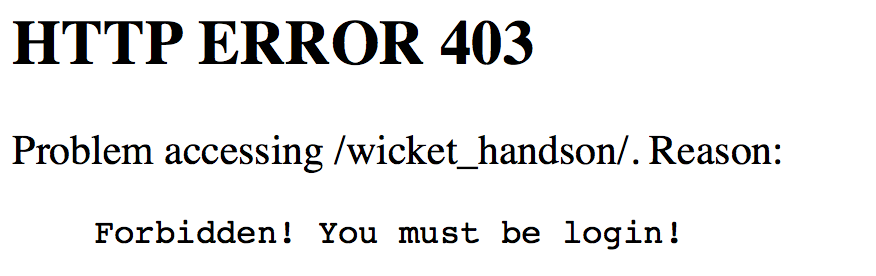 HTTP ERROR 403
Problem accessing /wicket_handson/. Reason:
Forbidden! You must be login!